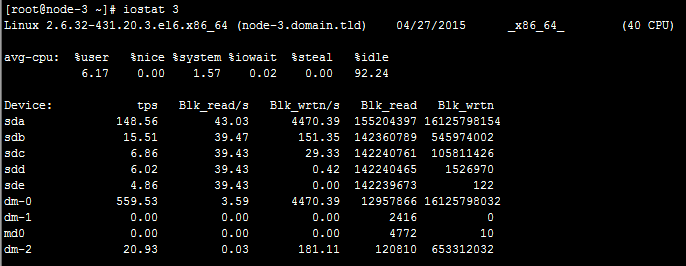 [root@node-3 ~]# iostat 3
Linux 2.6.32-431.20.3.el6.x86_64 (node-3.domain.tld) 04/27/2015 _x86_64_ (40 CPU)
avg-cpu: %user %nice %system %iowait %steal %idle
6.17 0.00 1.57 0.02 0.00 92.24
Device: tps Blk_read/s Blk_wrtn/s Blk_read Blk_wrtn
sda 148.56 43.03 4470.39 155204397 16125798154
sdb 15.51 39.47 151.35 142360789 545974002
sdc 6.86 39.43 29.33 142240761 105811426
sdd 6.02 39.43 0.42 142240465 1526970
sde 4.86 39.43 0.00 142239673 122
dm-0 559.53 3.59 4470.39 12957866 16125798032
dm-1 0.00 0.00 0.00 2416 0
md0 0.00 0.00 0.00 4772 10
dm-2 20.93 0.03 181.11 120810 653312032